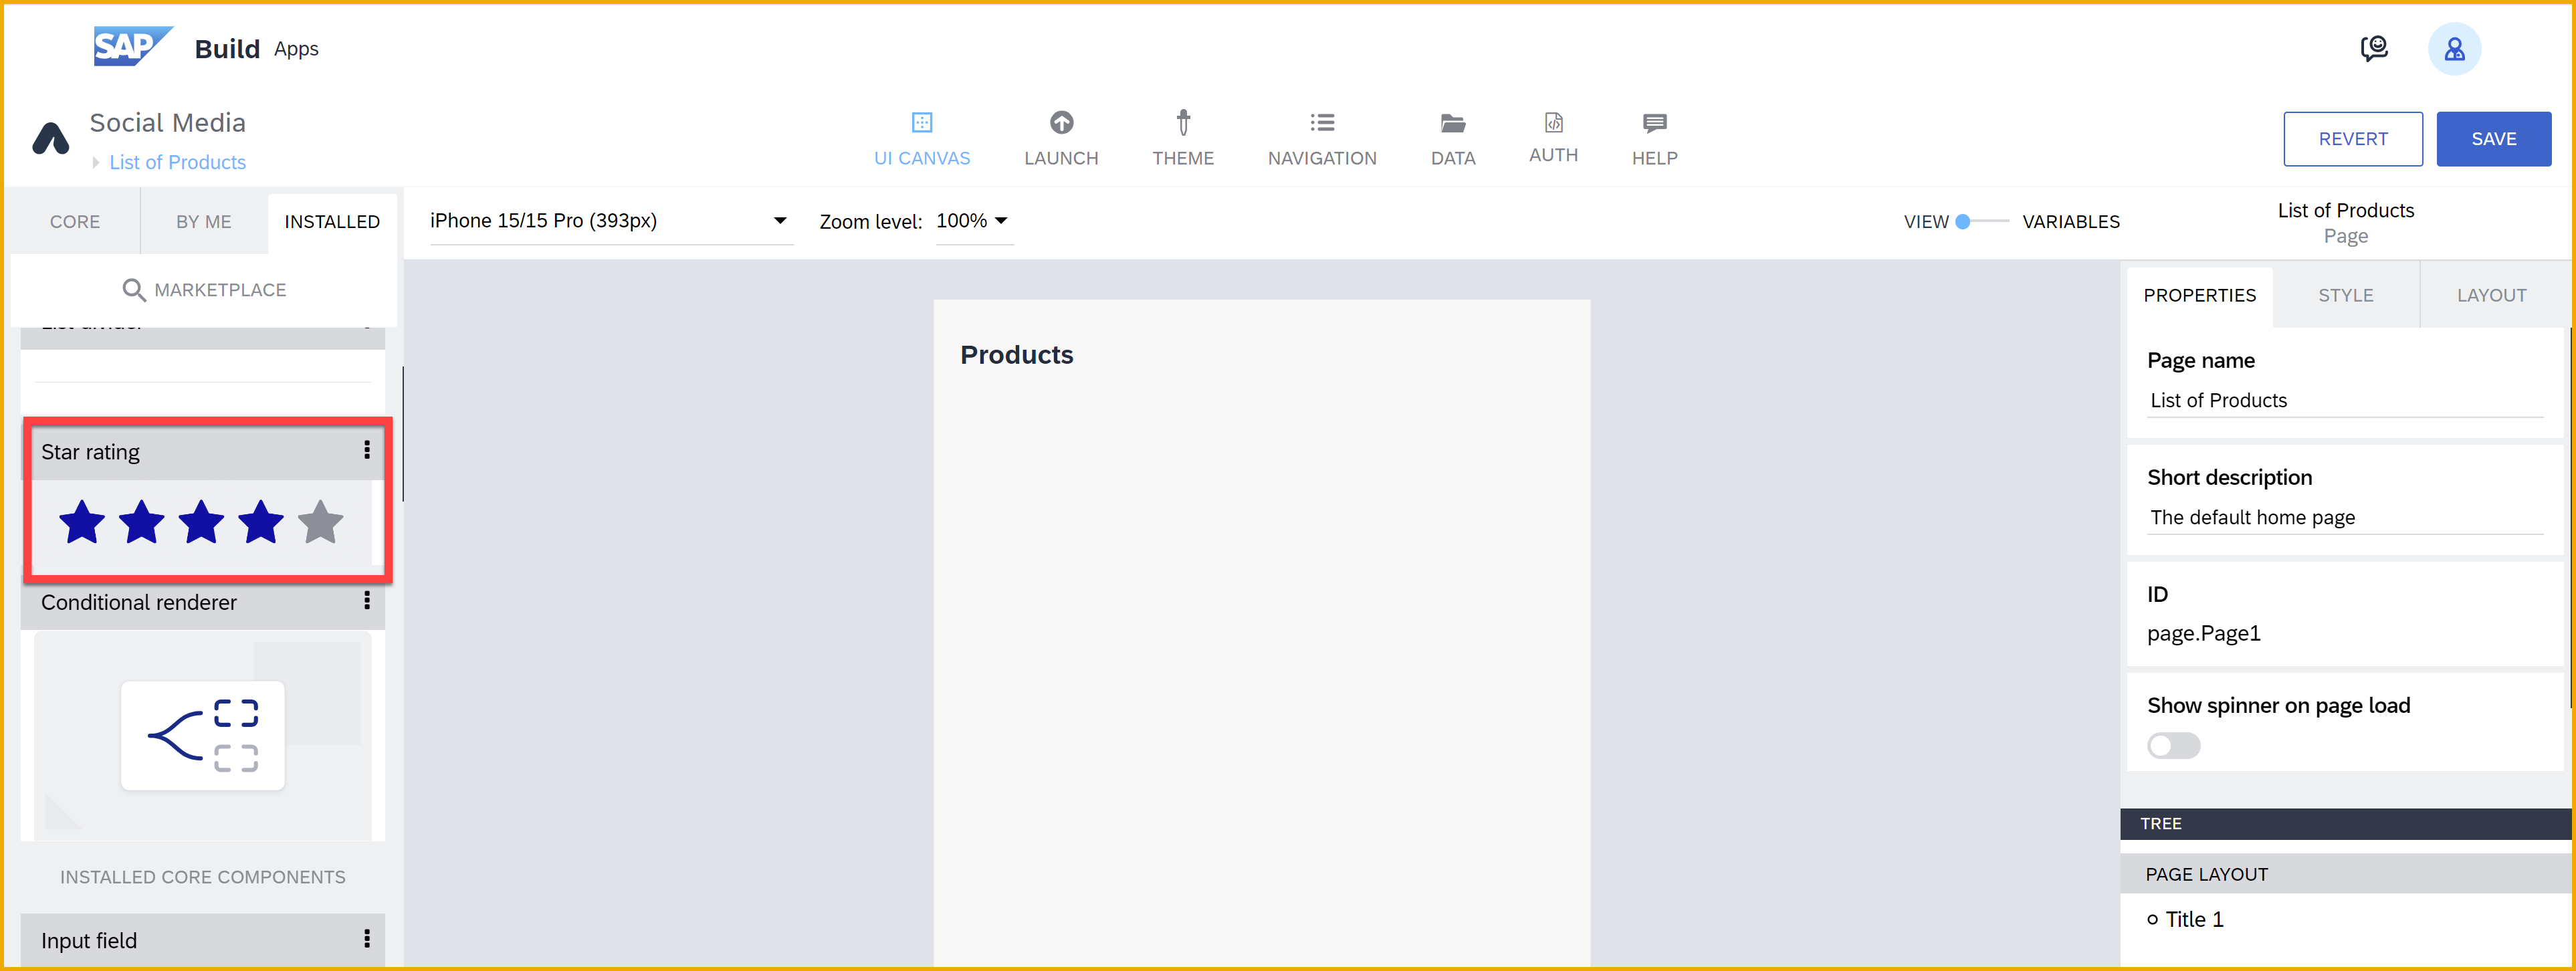 SAP Build Apps
Social Media
List of Products
UI CANVAS
LAUNCH
THEME
NAVIGATION
DATA
AUTH
HELP
REVERT
SAVE
CORE
BY ME
INSTALLED
MARKETPLACE
List divider
Star rating
Conditional renderer
INSTALLED CORE COMPONENTS
Input field
iPhone 15/15 Pro (393px)
Zoom level: 100%
VIEW
VARIABLES
Products
List of Products
Page
PROPERTIES
STYLE
LAYOUT
Page name
List of Products
Short description
The default home page
ID
page.Page1
Show spinner on page load
TREE
PAGE LAYOUT
Title 1